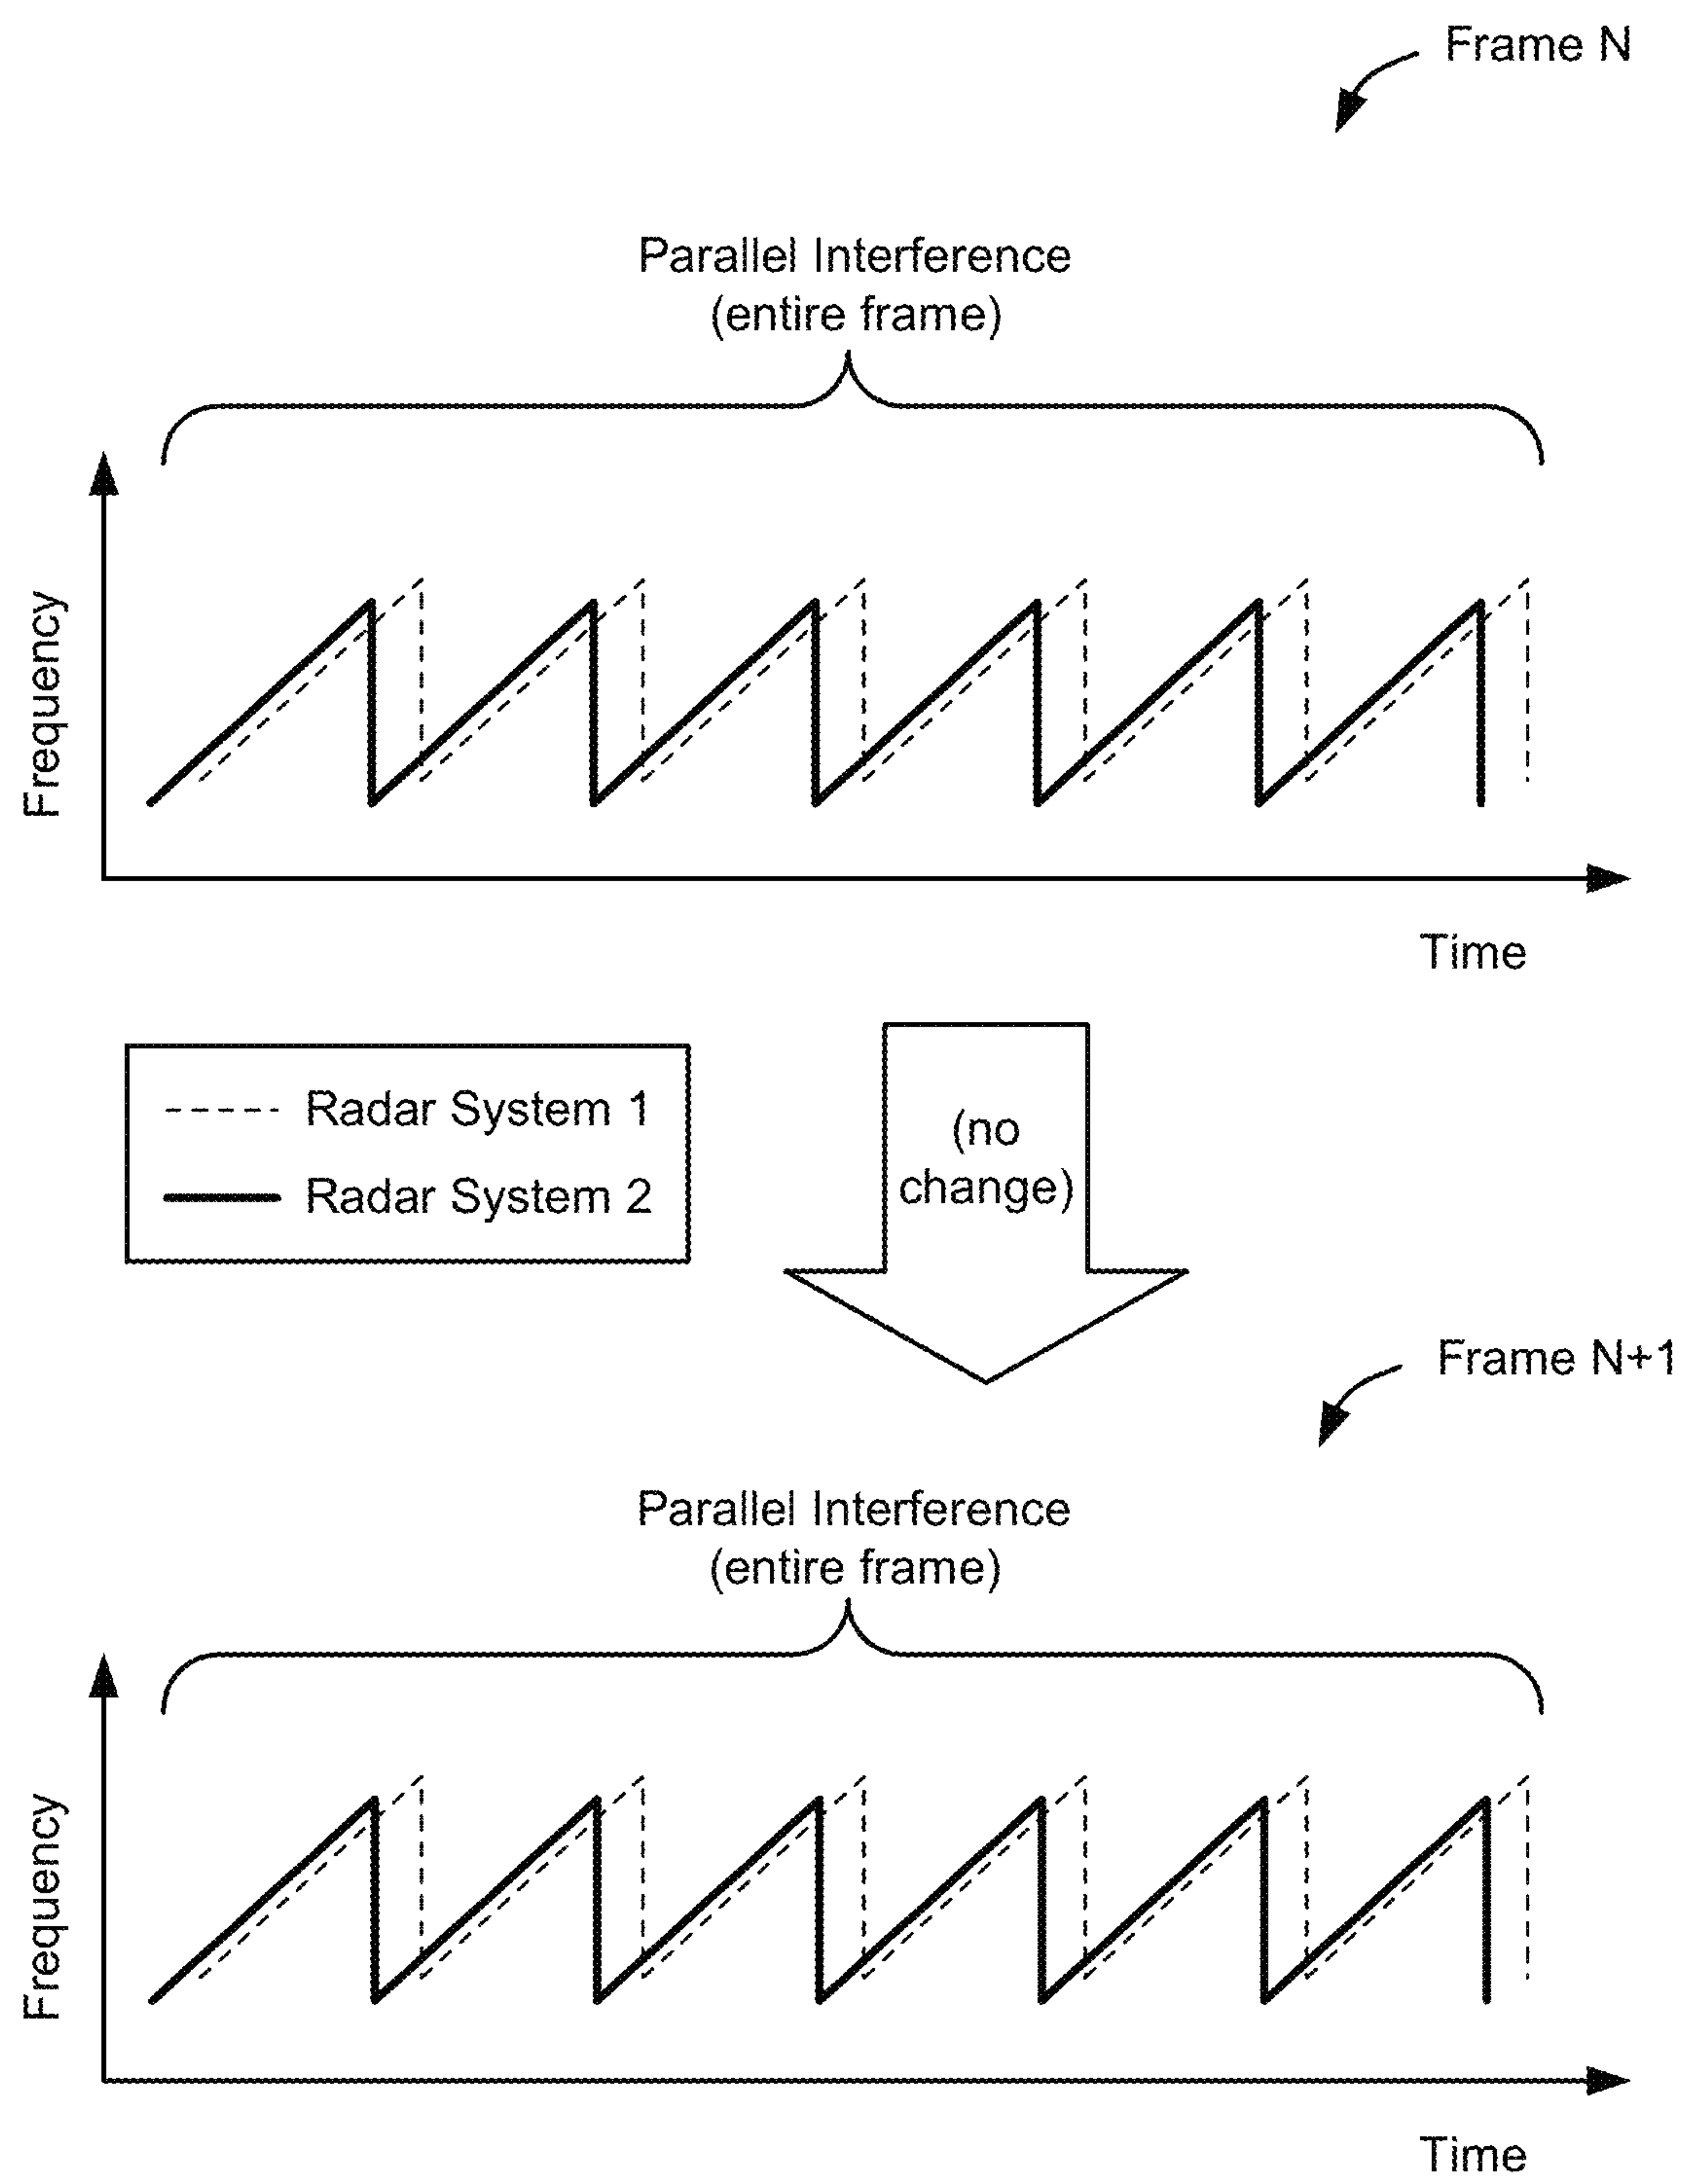 Frame N
Parallel Interference
(entire frame)
Frequency
Time
Radar System 1
Radar System 2
(no
change)
Frame N+1
Parallel Interference
(entire frame)
Frequency
Time